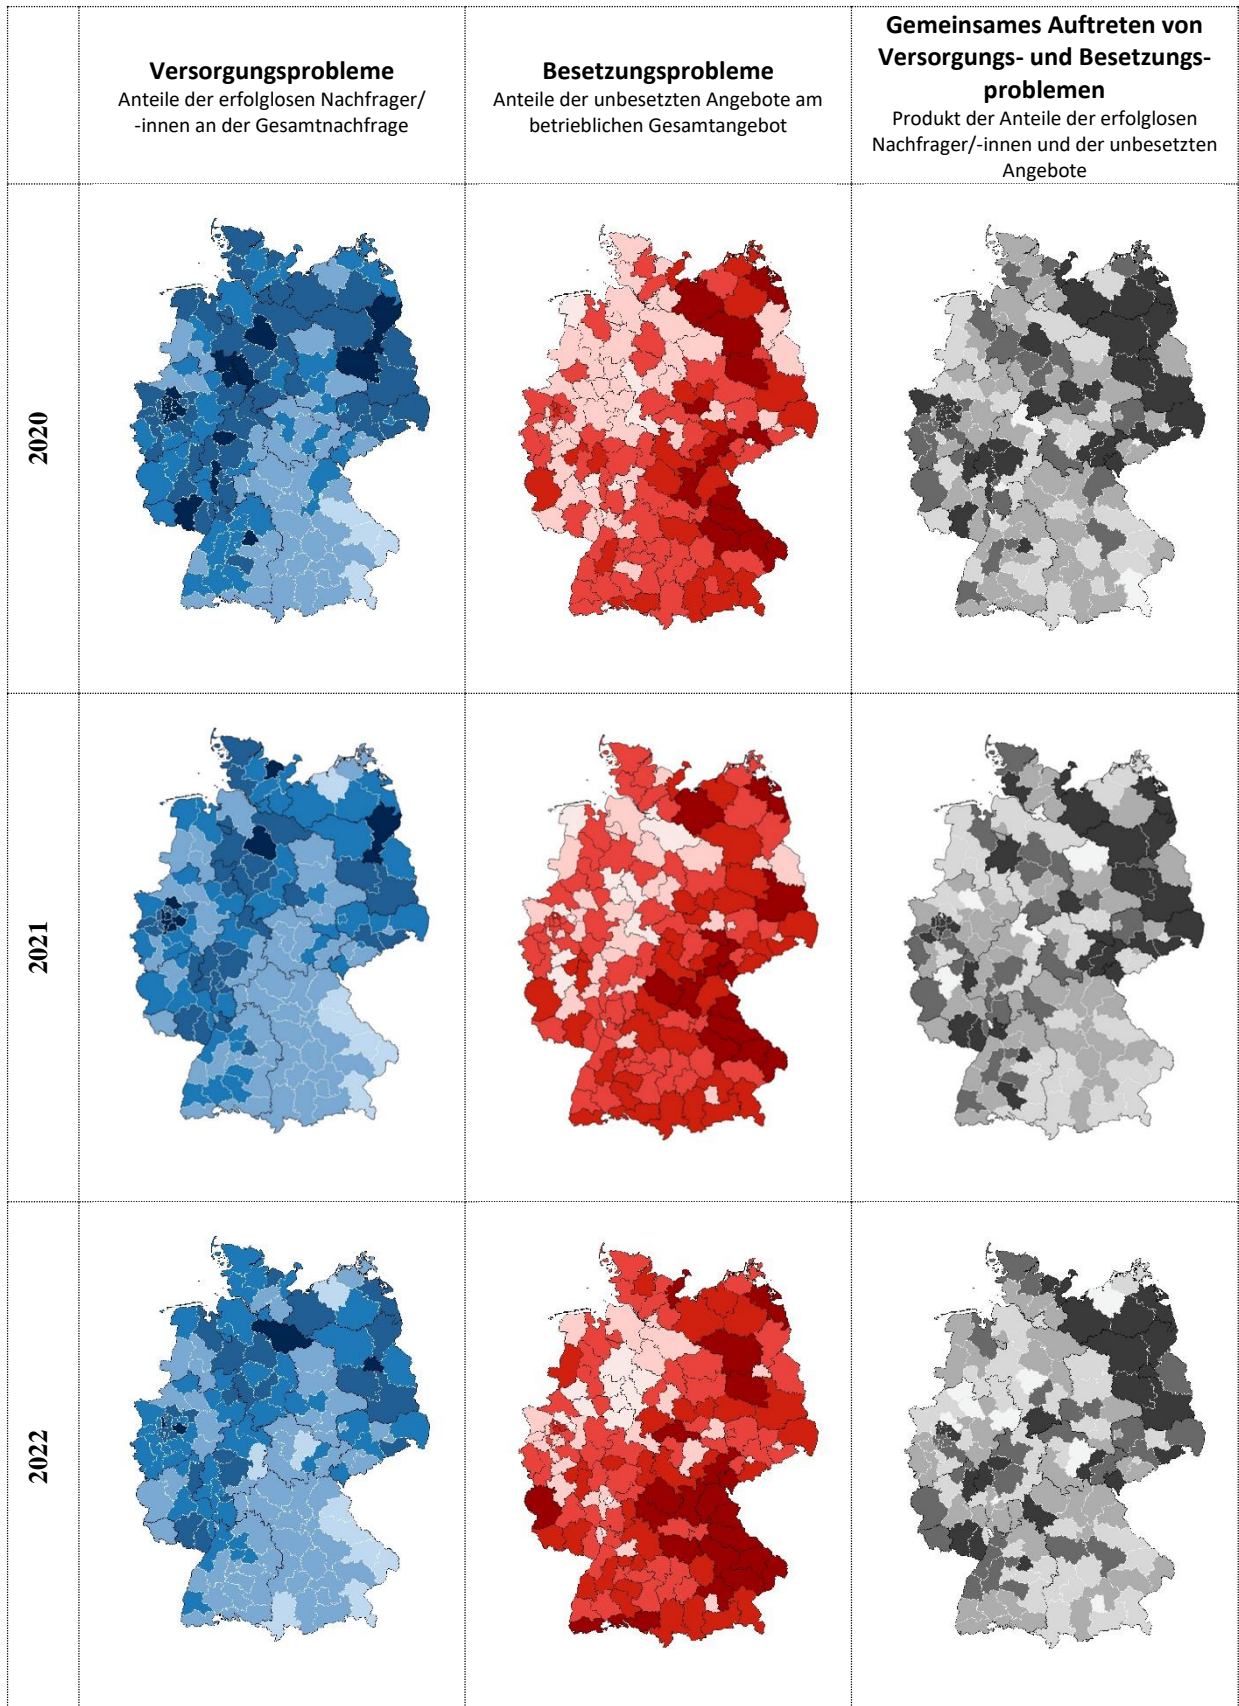 Versorgungsprobleme
Anteile der erfolglosen Nachfrager/
-innen an der Gesamtnachfrage
Besetzungsprobleme
Anteile der unbesetzten Angebote am
betrieblichen Gesamtangebot
Gemeinsames Auftreten von
Versorgungs- und Besetzungs-
problemen
Produkt der Anteile der erfolglosen
Nachfrager/-innen und der unbesetzten
Angebote
2020
2021
2022